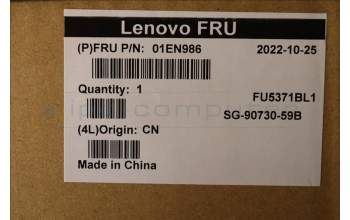 Lenovo FRU
(P)FRU P/N: 01EN986 2022-10-25
Quantity: 1 FU5371BL1
SG-90730-59B
(4L)Origin: CN
Made in China